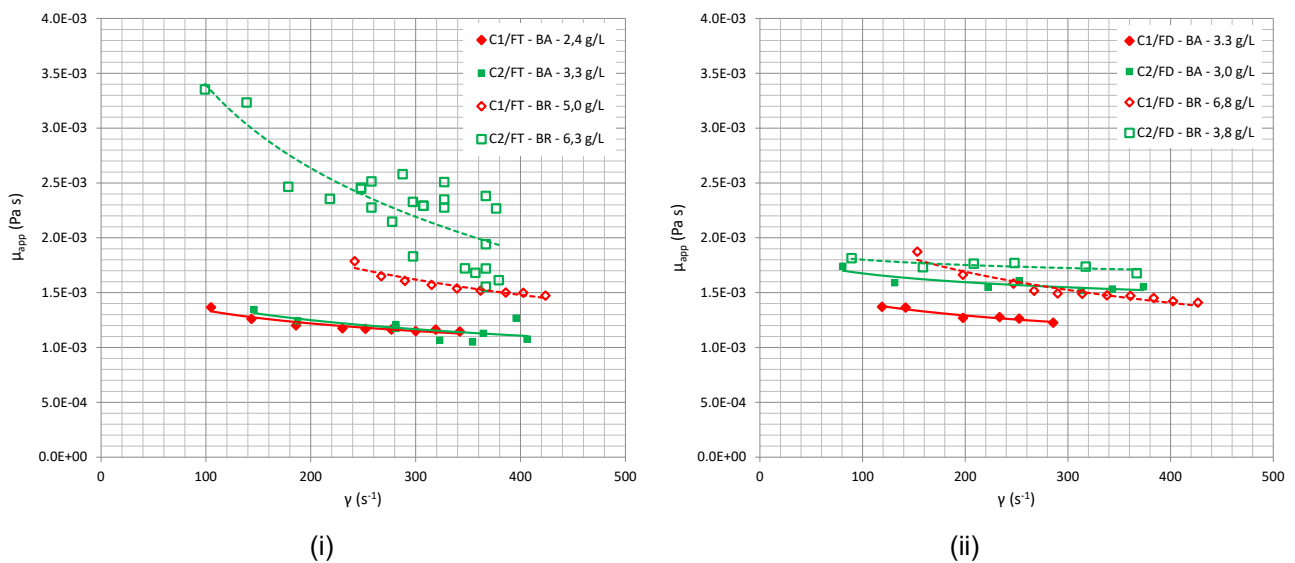 4.0E-03
3.5E-03
3.0E-03
2.5E-03
2.0E-03
1.5E-03
1.0E-03
5.0E-04
0.0E+00
μapp (Pa s)
C1/FT - BA - 2,4 g/L
C2/FT - BA - 3,3 g/L
C1/FT - BR - 5,0 g/L
C2/FT - BR - 6,3 g/L
0 100 200 300 400 500
γ (s-1)
(i)
4.0E-03
3.5E-03
3.0E-03
2.5E-03
2.0E-03
1.5E-03
1.0E-03
5.0E-04
0.0E+00
μapp (Pa s)
C1/FD - BA - 3.3 g/L
C2/FD - BA - 3,0 g/L
C1/FD - BR - 6,8 g/L
C2/FD - BR - 3,8 g/L
0 100 200 300 400 500
γ (s-1)
(ii)